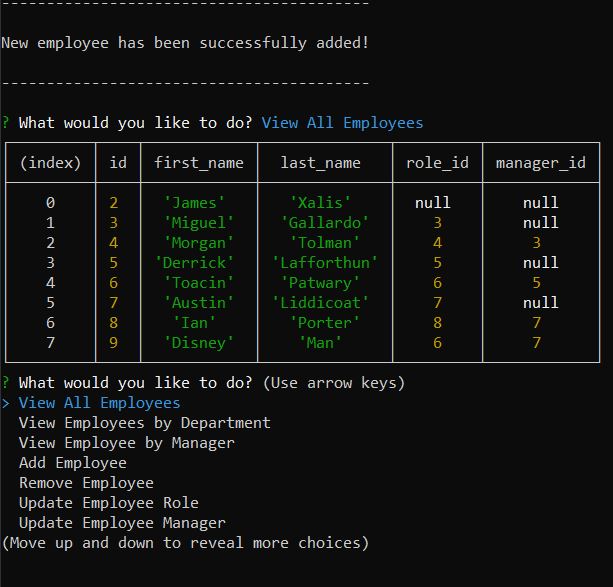 ----------------------------------------
New employee has been successfully added!
----------------------------------------
? What would you like to do? View All Employees
(index) id first_name last_name role_id manager_id
0 2 'James' 'Xalis' null null
1 3 'Miguel' 'Gallardo' 3 null
2 4 'Morgan' 'Tolman' 4 3
3 5 'Derrick' 'Lafforthun' 5 null
4 6 'Toacin' 'Patwary' 6 5
5 7 'Austin' 'Liddicoat' 7 null
6 8 'Ian' 'Porter' 8 7
7 9 'Disney' 'Man' 6 7
? What would you like to do? (Use arrow keys)
> View All Employees
View Employees by Department
View Employee by Manager
Add Employee
Remove Employee
Update Employee Role
Update Employee Manager
(Move up and down to reveal more choices)